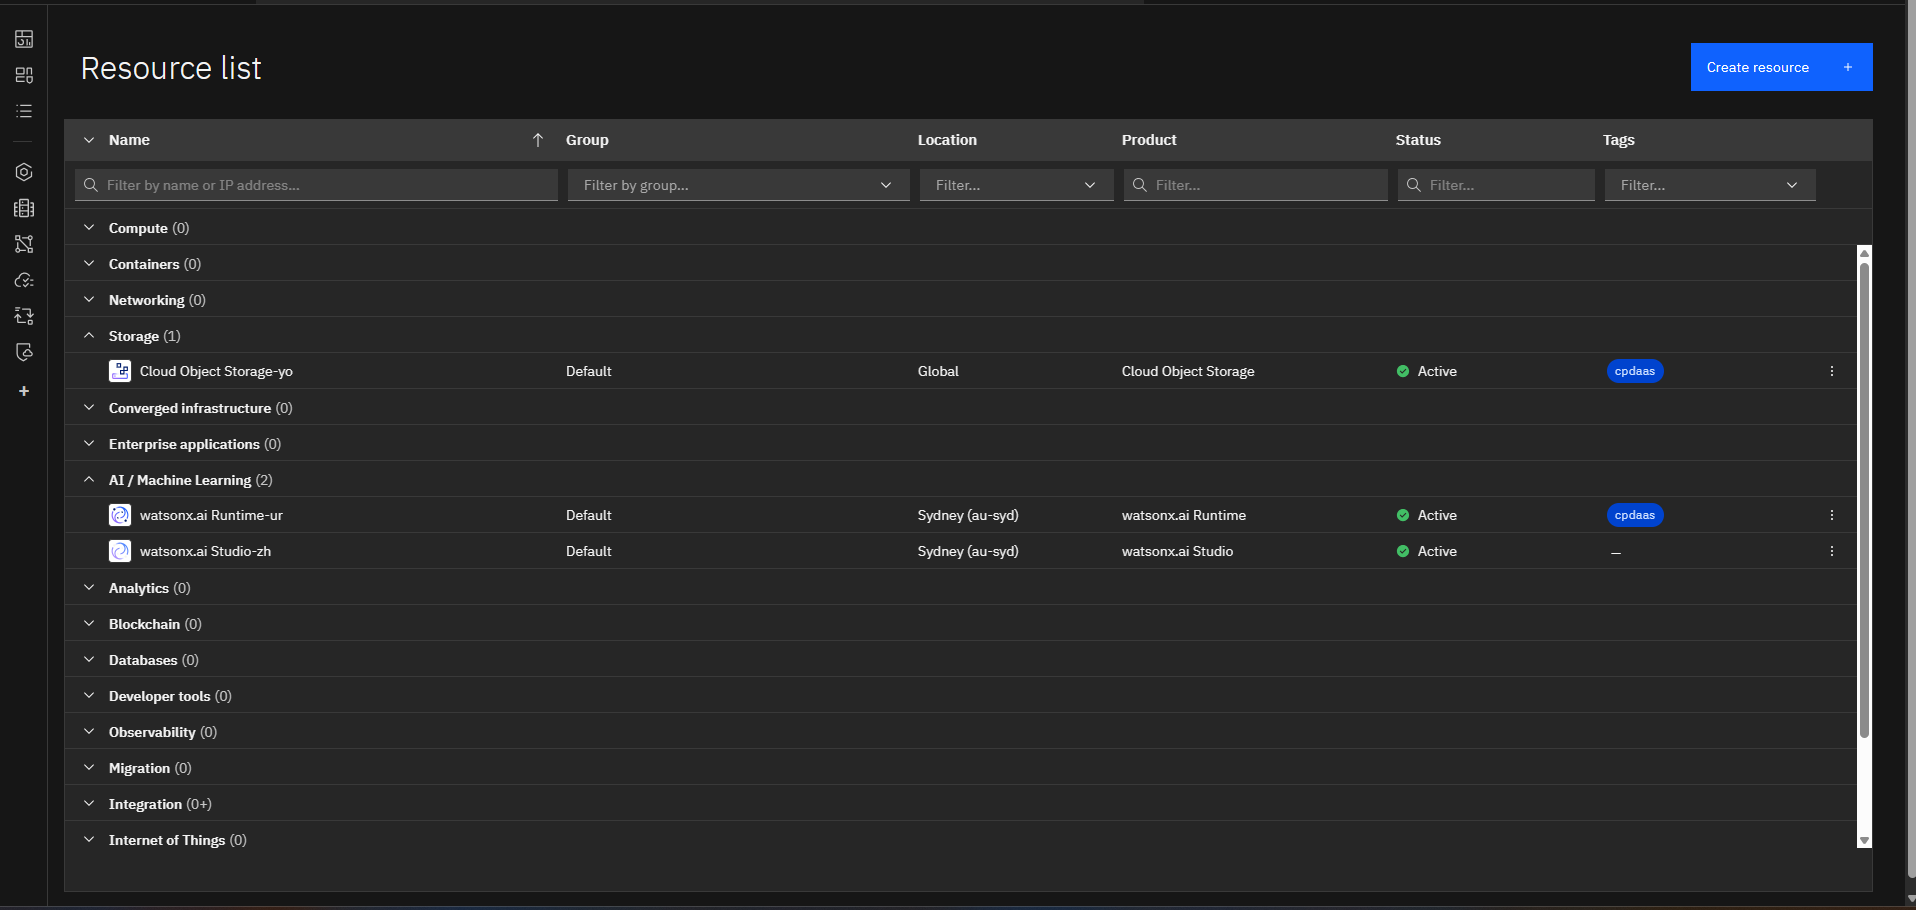 Resource list
Create resource +
Name Group Location Product Status Tags
Filter by name or IP address... Filter by group... Filter... Filter... Filter... Filter...
Compute (0)
Containers (0)
Networking (0)
Storage (1)
Cloud Object Storage-yo Default Global Cloud Object Storage Active cpdaas
Converged infrastructure (0)
Enterprise applications (0)
AI / Machine Learning (2)
watsonx.ai Runtime-ur Default Sydney (au-syd) watsonx.ai Runtime Active cpdaas
watsonx.ai Studio-zh Default Sydney (au-syd) watsonx.ai Studio Active –
Analytics (0)
Blockchain (0)
Databases (0)
Developer tools (0)
Observability (0)
Migration (0)
Integration (0+)
Internet of Things (0)